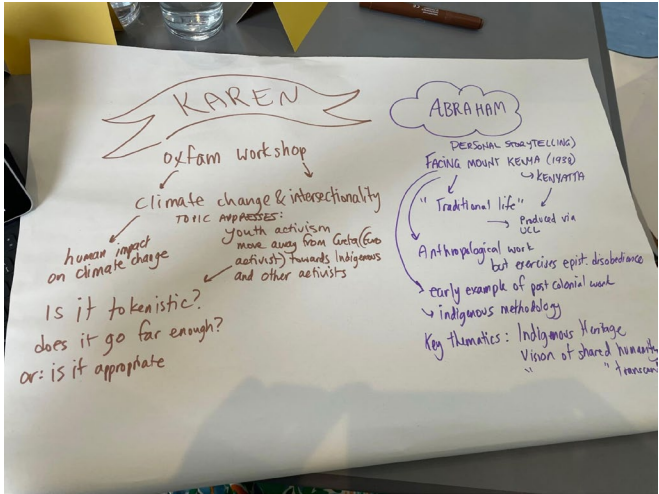 KAREN
oxfam workshop
climate change & intersectionality
human impact
on climate change
TOPIC ADDRESSES:
youth activism
move away from Greta (Euro
activist) towards Indigenous
and other activists
Is it tokenistic?
does it go far enough?
or: is it appropriate
ABRAHAM
PERSONAL STORYTELLING)
FACING MOUNT KENYA (1938)
→ KENYATTA
"Traditional life"
→ Produced via
UCL
Anthropological work
but exercises epist disobedience
early example of post colonial work
↳ indigenous methodology
Key thematics: Indigenous Heritage
Vision of shared humanity
" " transcen